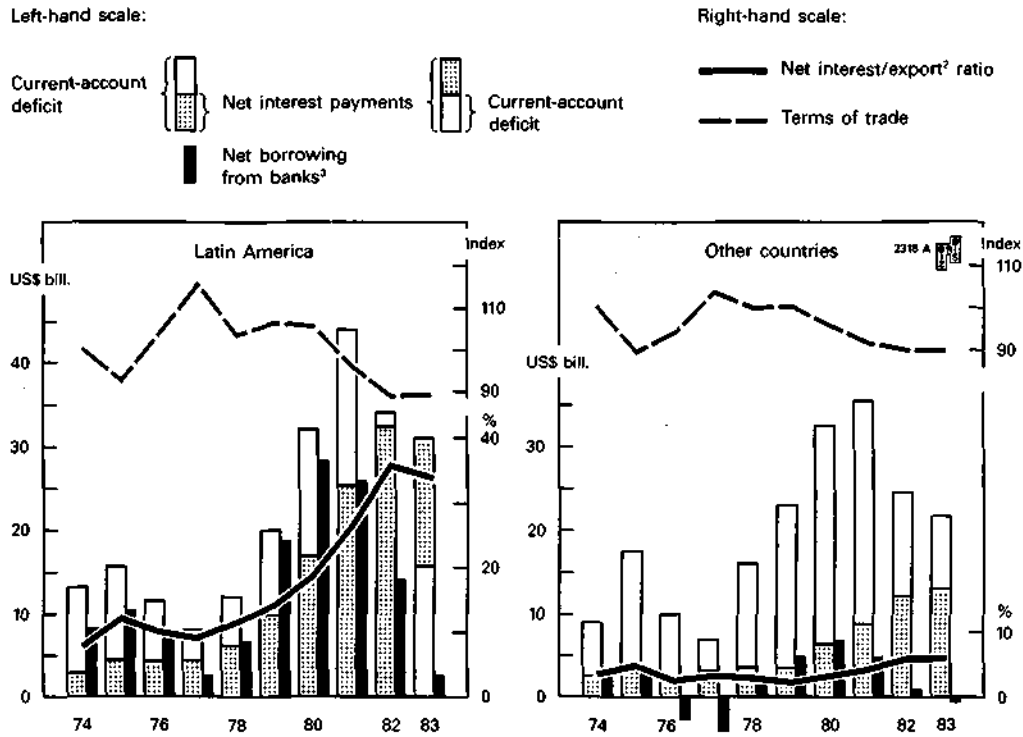 Left-hand scale:
Right-hand scale:
Current-account
deficit
Net interest payments
Current-account
deficit
Net borrowing
from banks³
Net interest/export² ratio
Terms of trade
Latin America
US$ bill.
Index
110
90
%
40
20
0
40
30
20
10
0
74 76 78 80 82 83
Other countries
2318 A
US$ bill.
Index
110
90
%
10
0
30
20
10
0
74 76 78 80 82 83